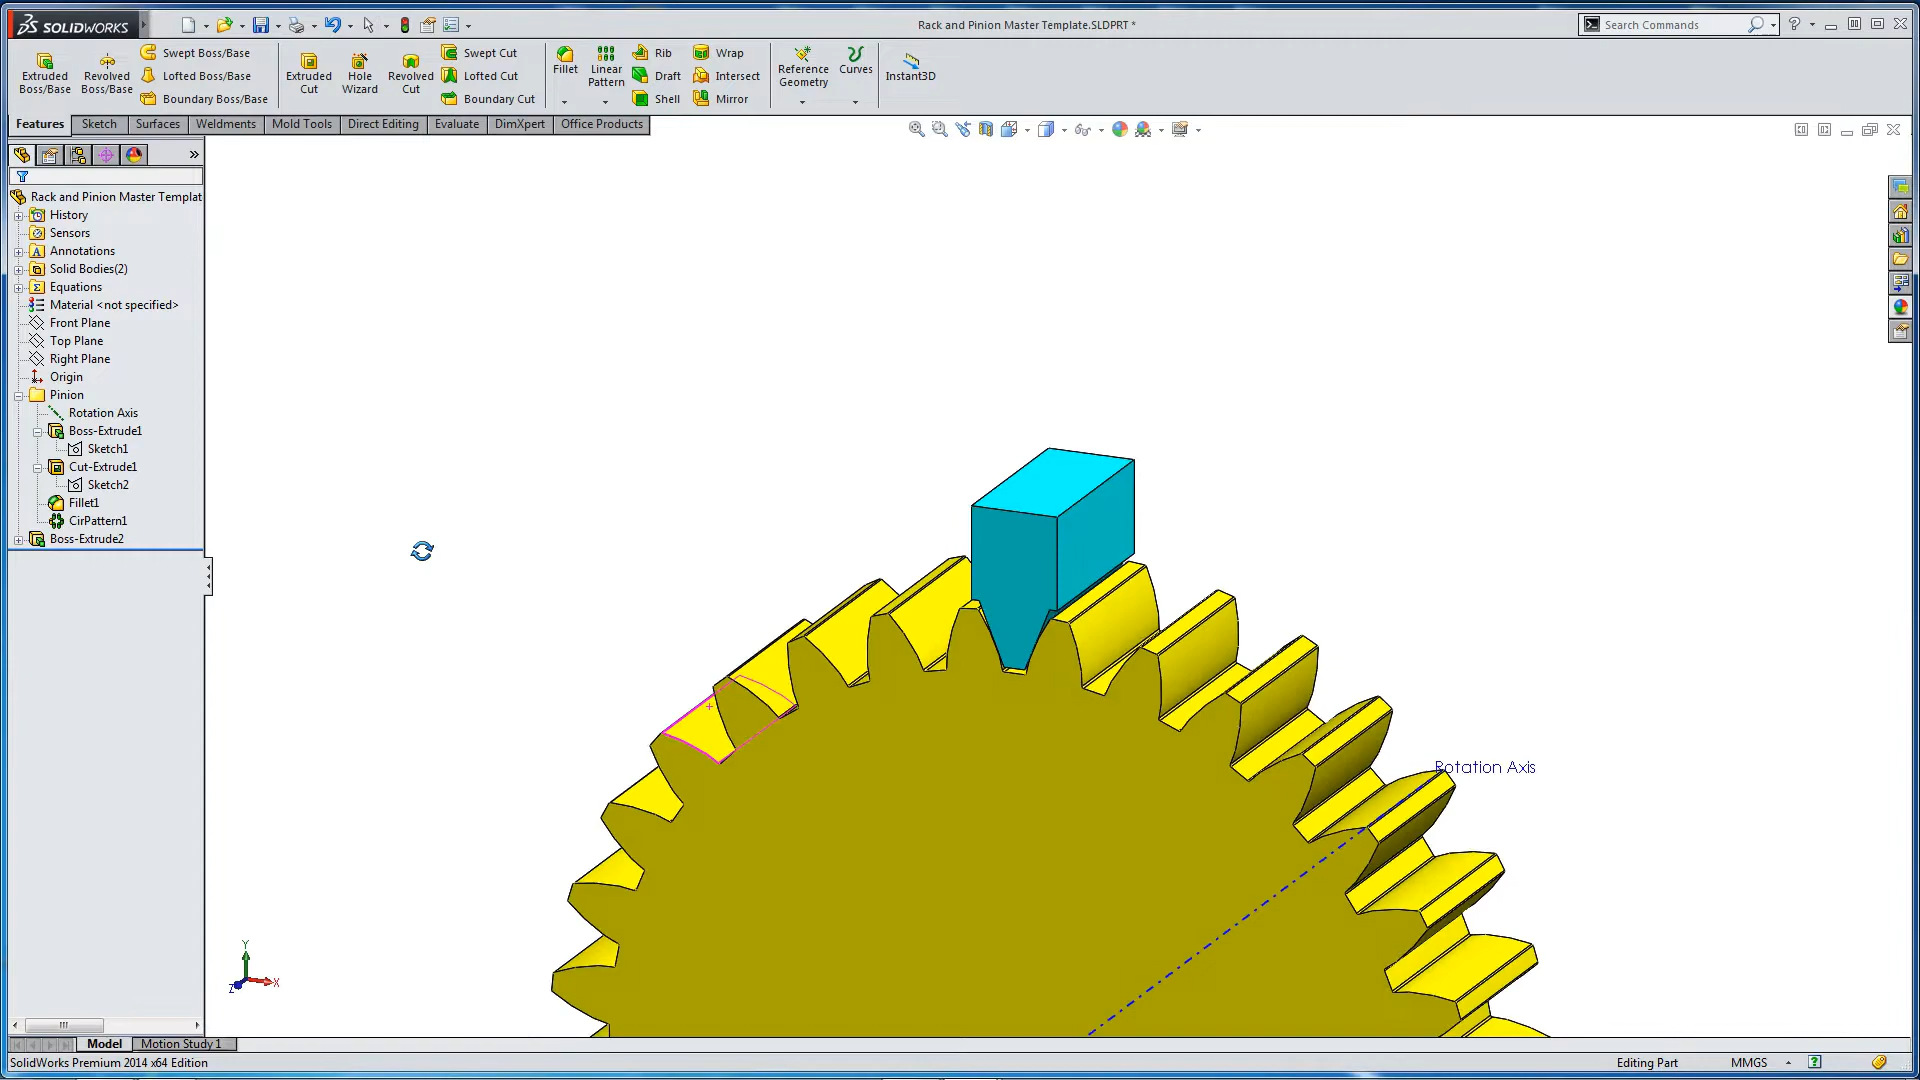 SOLIDWORKS
Rack and Pinion Master Template.SLDPRT *
Search Commands
Extruded Boss/Base
Revolved Boss/Base
Swept Boss/Base
Lofted Boss/Base
Boundary Boss/Base
Extruded Cut
Hole Wizard
Revolved Cut
Swept Cut
Lofted Cut
Boundary Cut
Fillet
Linear Pattern
Rib
Draft
Shell
Wrap
Intersect
Mirror
Reference Geometry
Curves
Instant3D
Features
Sketch
Surfaces
Weldments
Mold Tools
Direct Editing
Evaluate
DimXpert
Office Products
Rack and Pinion Master Templat
History
Sensors
Annotations
Solid Bodies(2)
Equations
Material <not specified>
Front Plane
Top Plane
Right Plane
Origin
Pinion
Rotation Axis
Boss-Extrude1
Sketch1
Cut-Extrude1
Sketch2
Fillet1
CirPattern1
Boss-Extrude2
Rotation Axis
Y
X
Z
Model
Motion Study 1
SolidWorks Premium 2014 x64 Edition
Editing Part
MMGS